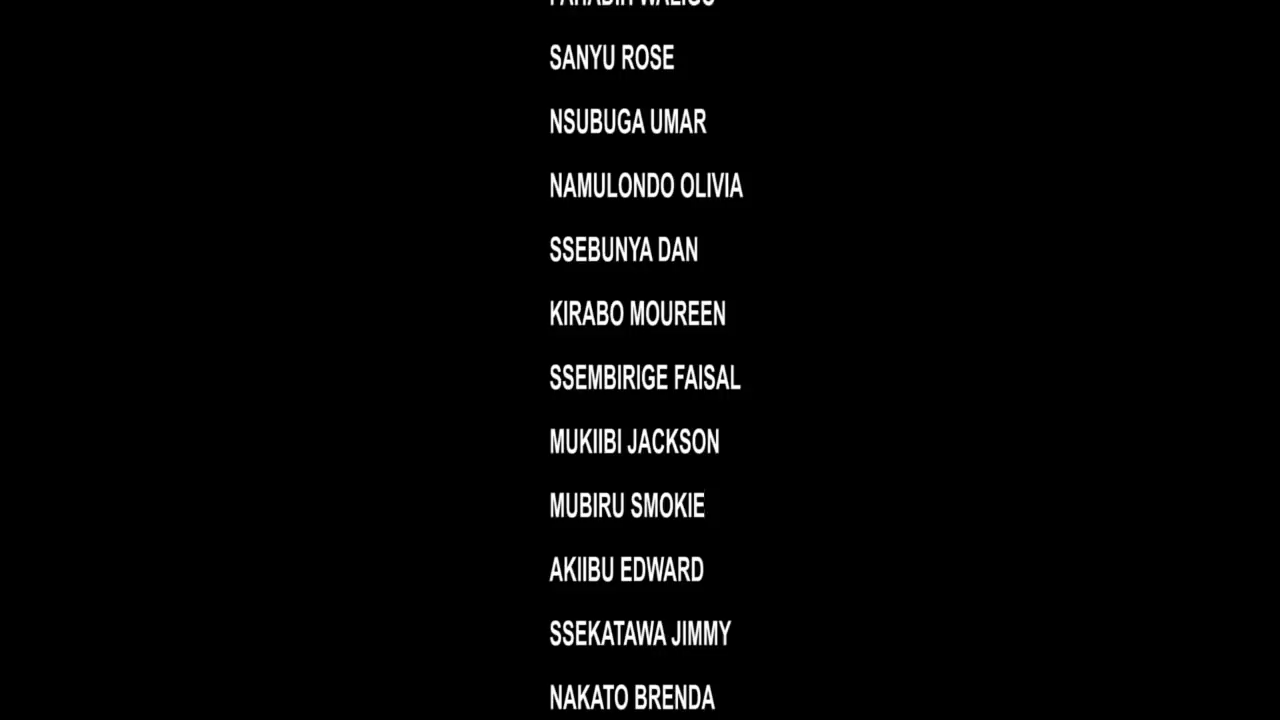 SANYU ROSE
NSUBUGA UMAR
NAMULONDO OLIVIA
SSEBUNYA DAN
KIRABO MOUREEN
SSEMBIRIGE FAISAL
MUKIIBI JACKSON
MUBIRU SMOKIE
AKIIBU EDWARD
SSEKATAWA JIMMY
NAKATO BRENDA